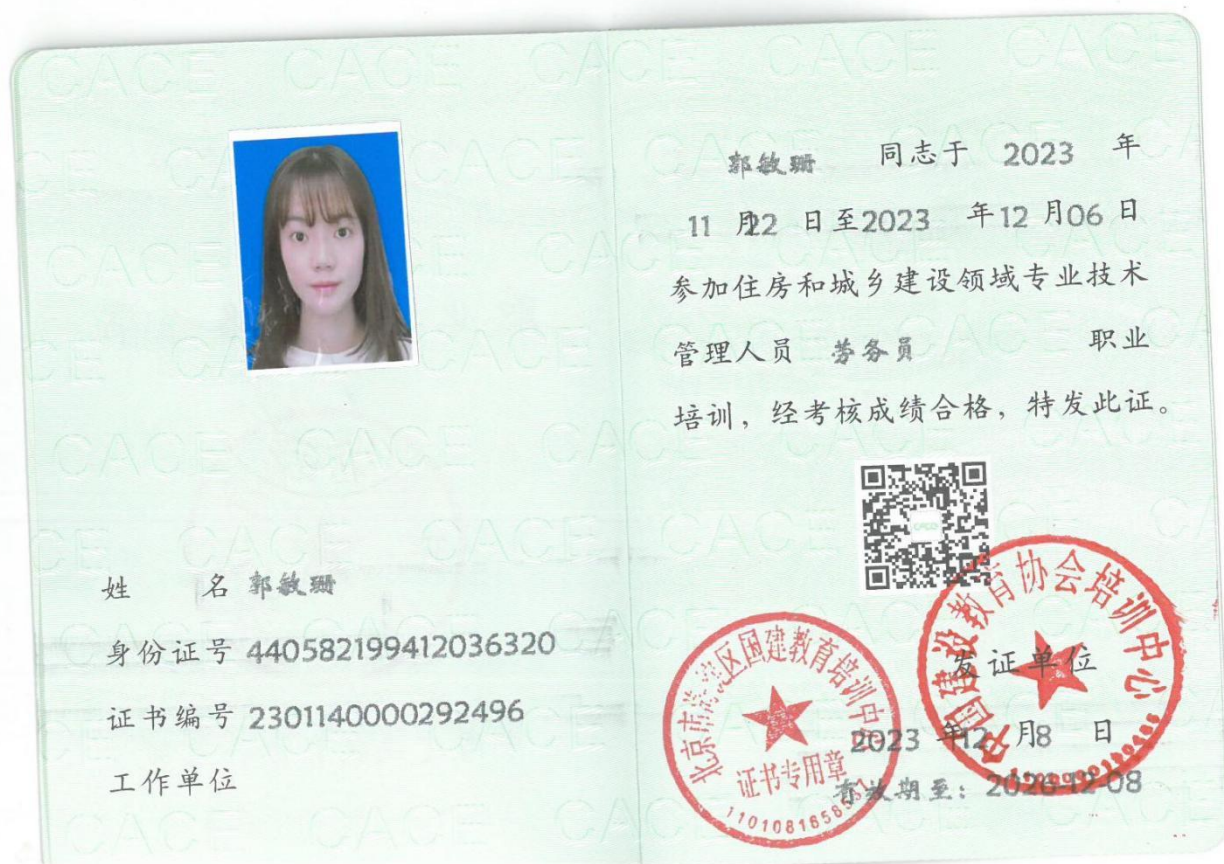 姓 名 郭敏珊
身份证号 440582199412036320
证书编号 2301140000292496
工作单位
郭敏珊 同志于 2023 年
11 月22 日至2023 年12 月06 日
参加住房和城乡建设领域专业技术
管理人员 劳务员 职业
培训，经考核成绩合格，特发此证。
中国建设教育协会培训中心
发证单位
北京市海淀区国建教育培训中心
证书专用章
2023 年12 月8 日
有效期至：2026-12-08
CACE